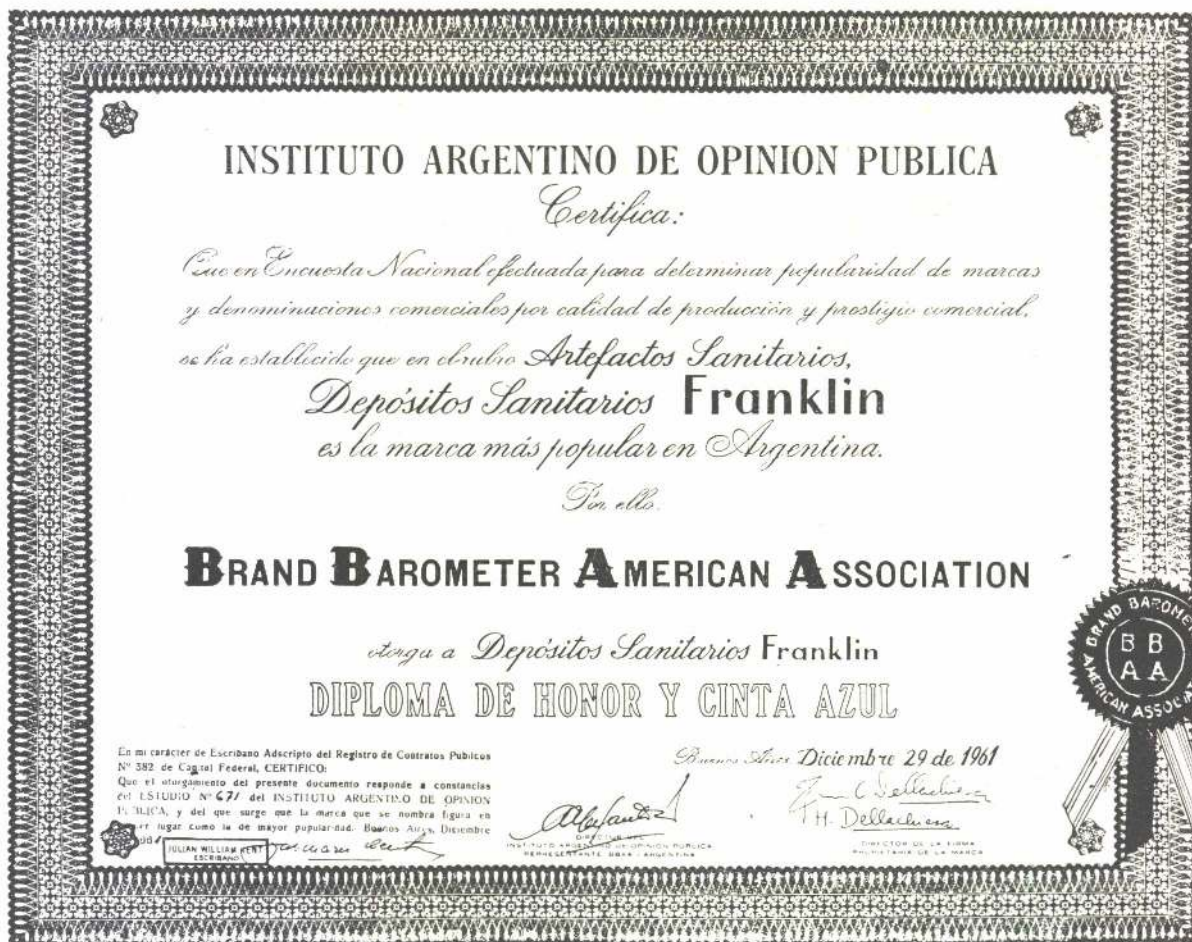 INSTITUTO ARGENTINO DE OPINION PUBLICA
Certifica:
Que en Encuesta Nacional efectuada para determinar popularidad de marcas
y denominaciones comerciales por calidad de producción y prestigio comercial,
se ha establecido que en el rubro Artefactos Sanitarios,
Depósitos Sanitarios Franklin
es la marca más popular en Argentina.
Por ello.
BRAND BAROMETER AMERICAN ASSOCIATION
otorga a Depósitos Sanitarios Franklin
DIPLOMA DE HONOR Y CINTA AZUL
En mi carácter de Escribano Adscripto del Registro de Contratos Públicos
Nº 382 de Capital Federal, CERTIFICO:
Que el otorgamiento del presente documento responde a constancias
del ESTUDIO Nº 671 del INSTITUTO ARGENTINO DE OPINION
PUBLICA, y del que surge que la marca que se nombra figura en
lugar como la de mayor popularidad. Buenos Aires, Diciembre
JULIAN WILLIAM KENT
ESCRIBANO
Buenos Aires Diciembre 29 de 1961
DIRECTOR DEL
INSTITUTO ARGENTINO DE OPINION PUBLICA
REPRESENTANTE BBAA - ARGENTINA
H. Dellachiesa
DIRECTOR DE LA FIRMA
PROPIETARIA DE LA MARCA
BRAND BAROME
BB
AA
AMERICAN ASSOCIA